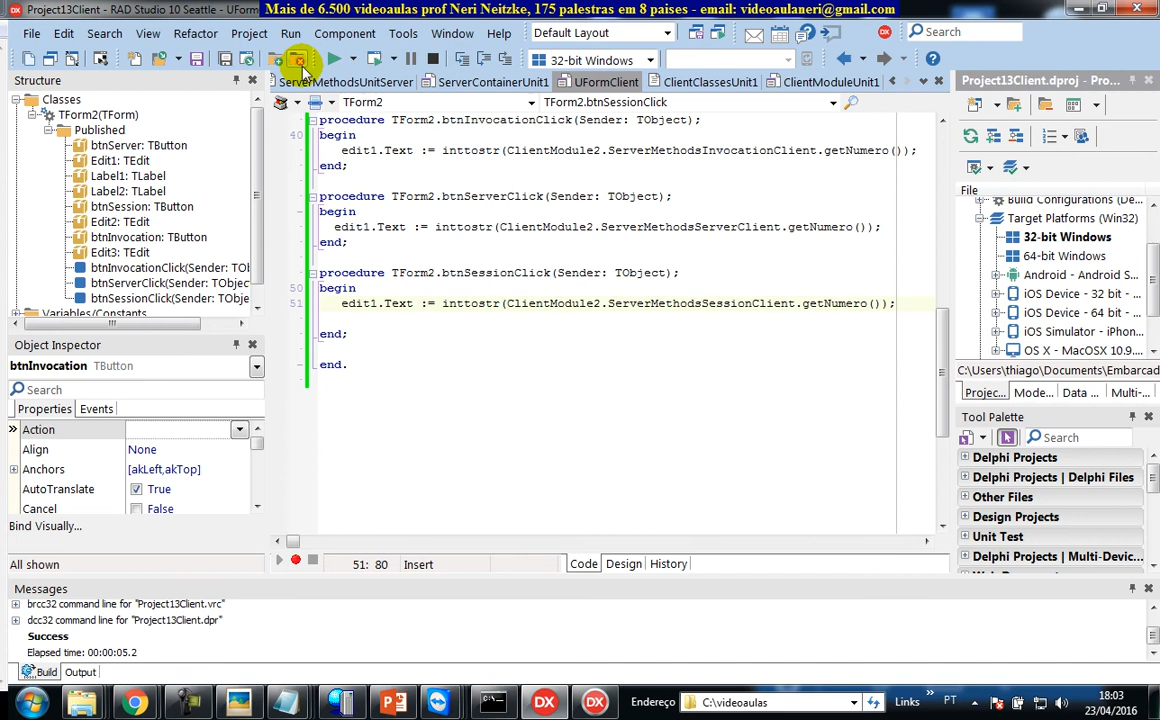 Project13Client - RAD Studio 10 Seattle - UForm
Mais de 6.500 videoaulas prof Neri Neitzke, 175 palestras em 8 paises - email: videoaulaneri@gmail.com
File Edit Search View Refactor Project Run Component Tools Window Help
Default Layout
Search
32-bit Windows
Structure
ServerMethodsUnitServer ServerContainerUnit1 UFormClient ClientClassesUnit1 ClientModuleUnit1
Project13Client.dproj - Pro...
TForm2
TForm2.btnSessionClick
Classes
TForm2(TForm)
Published
btnServer: TButton
Edit1: TEdit
Label1: TLabel
Label2: TLabel
btnSession: TButton
Edit2: TEdit
btnInvocation: TButton
Edit3: TEdit
btnInvocationClick(Sender: TObj
btnServerClick(Sender: TObjec
btnSessionClick(Sender: TObje
Variables/Constants
procedure TForm2.btnInvocationClick(Sender: TObject);
40 begin
edit1.Text := inttostr(ClientModule2.ServerMethodsInvocationClient.getNumero());
end;
procedure TForm2.btnServerClick(Sender: TObject);
begin
edit1.Text := inttostr(ClientModule2.ServerMethodsServerClient.getNumero());
end;
procedure TForm2.btnSessionClick(Sender: TObject);
50 begin
51 edit1.Text := inttostr(ClientModule2.ServerMethodsSessionClient.getNumero());
end;
end.
File
Build Configurations (De...
Target Platforms (Win32)
32-bit Windows
64-bit Windows
Android - Android S...
iOS Device - 32 bit - ...
iOS Device - 64 bit - ...
iOS Simulator - iPhon...
OS X - MacOSX 10.9....
C:\Users\thiago\Documents\Embarcad
Projec... Mode... Data ... Multi-...
Object Inspector
btnInvocation TButton
Search
Properties Events
Action
Align None
Anchors [akLeft,akTop]
AutoTranslate True
Cancel False
Bind Visually...
All shown
51: 80 Insert
Code Design History
Tool Palette
Search
Delphi Projects
Delphi Projects | Delphi Files
Other Files
Design Projects
Unit Test
Delphi Projects | Multi-Devic...
Messages
brcc32 command line for "Project13Client.vrc"
dcc32 command line for "Project13Client.dpr"
Success
Elapsed time: 00:00:05.2
Build Output
Endereço C:\videoaulas
Links » PT
18:03
23/04/2016